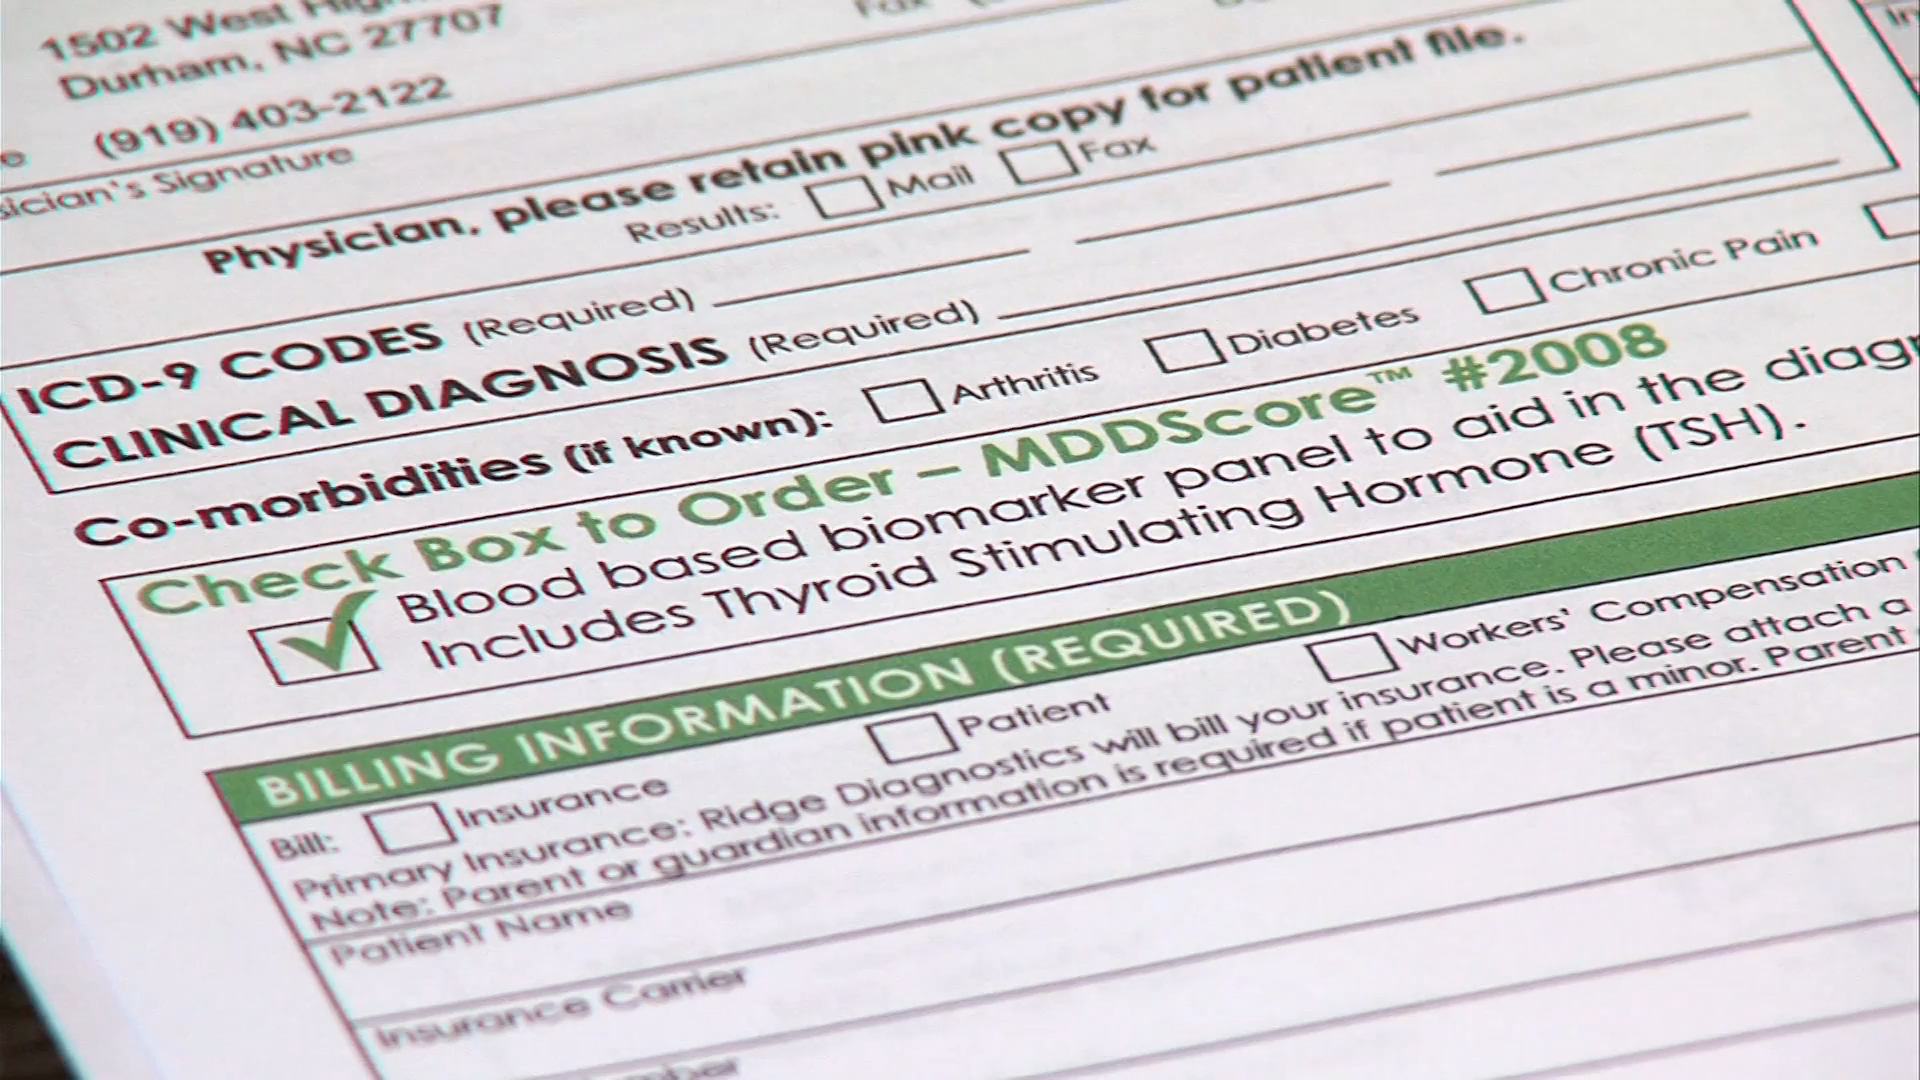 1502 West High
Durham, NC 27707
Fax
(919) 403-2122
sician's Signature
Physician, please retain pink copy for patient file.
Results: Mail Fax
ICD-9 CODES (Required)
CLINICAL DIAGNOSIS (Required)
Co-morbidities (if known): Arthritis Diabetes Chronic Pain
Check Box to Order – MDDScore™ #2008
Blood based biomarker panel to aid in the diagn
Includes Thyroid Stimulating Hormone (TSH).
BILLING INFORMATION (REQUIRED)
Bill: Insurance Patient Workers' Compensation
Primary Insurance: Ridge Diagnostics will bill your insurance. Please attach a
Note: Parent or guardian information is required if patient is a minor. Parent
Patient Name
Insurance Carrier